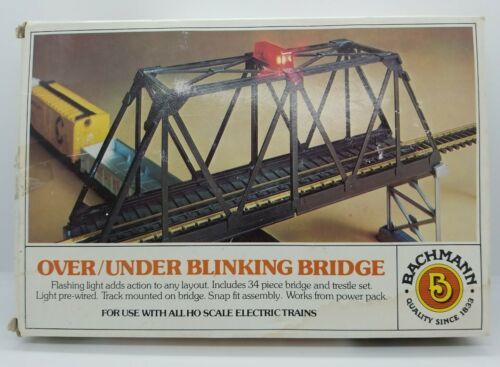 OVER/UNDER BLINKING BRIDGE
Flashing light adds action to any layout. Includes 34 piece bridge and trestle set.
Light pre-wired. Track mounted on bridge. Snap fit assembly. Works from power pack.
FOR USE WITH ALL HO SCALE ELECTRIC TRAINS
BACHMANN
B
QUALITY SINCE 1833